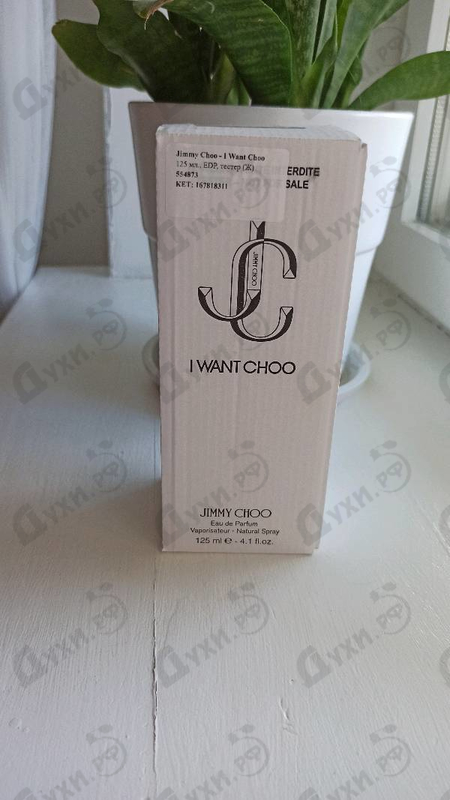 Jimmy Choo - I Want Choo
125 мл., EDP, тестер (Ж)
554873
КЕТ: 167818311
ERDITE
SALE
JIMMY CHOO
I WANT CHOO
JIMMY CHOO
Eau de Parfum
Vaporisateur - Natural Spray
125 ml e - 4.1 fl.oz.
Духи.РФ